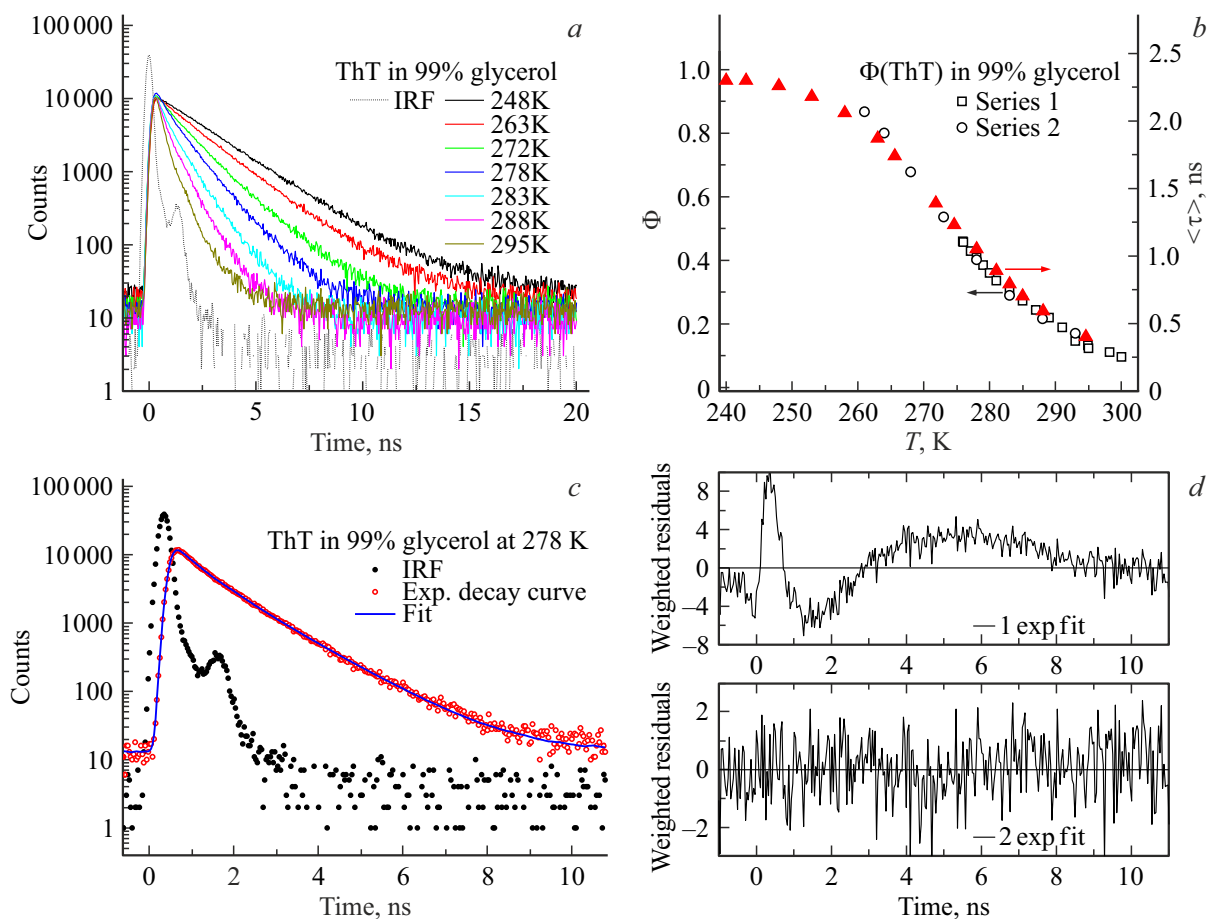 a
100 000
10 000
1000
100
10
1
Counts
ThT in 99% glycerol
IRF
248K
263K
272K
278K
283K
288K
295K
0
5
10
15
20
Time, ns
b
1.0
0.8
0.6
0.4
0.2
0
Φ
Φ(ThT) in 99% glycerol
Series 1
Series 2
2.5
2.0
1.5
1.0
0.5
0
<τ>, ns
240
250
260
270
280
290
300
T, K
c
100 000
10 000
1000
100
10
1
Counts
ThT in 99% glycerol at 278 K
IRF
Exp. decay curve
Fit
0
2
4
6
8
10
Time, ns
d
Weighted residuals
8
4
0
−4
−8
1 exp fit
0
2
4
6
8
10
Weighted residuals
2
0
−2
2 exp fit
0
2
4
6
8
10
Time, ns